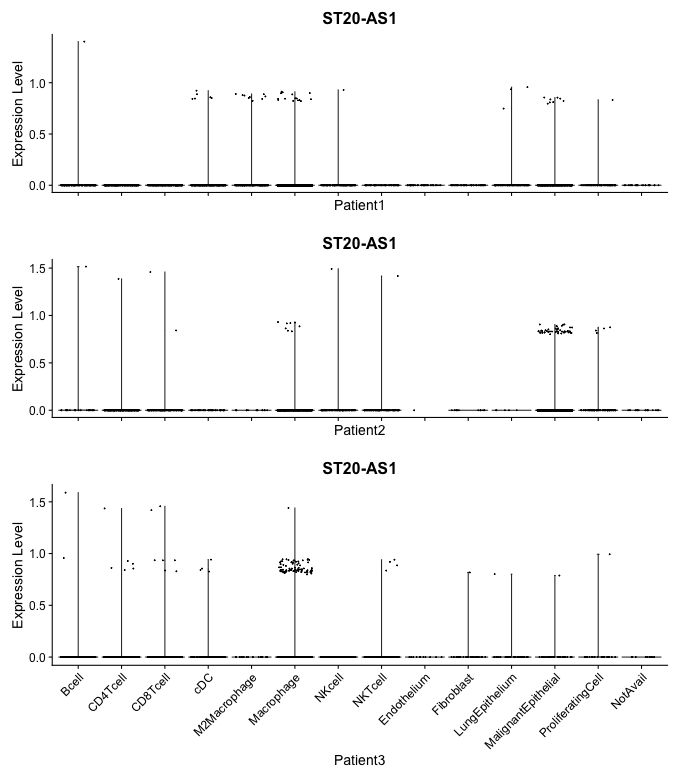 ST20-AS1
Expression Level
1.0
0.5
0.0
Patient1
ST20-AS1
Expression Level
1.5
1.0
0.5
0.0
Patient2
ST20-AS1
Expression Level
1.5
1.0
0.5
0.0
Bcell
CD4Tcell
CD8Tcell
cDC
M2Macrophage
Macrophage
NKcell
NKTcell
Endothelium
Fibroblast
LungEpithelium
MalignantEpithelial
ProliferatingCell
NotAvail
Patient3